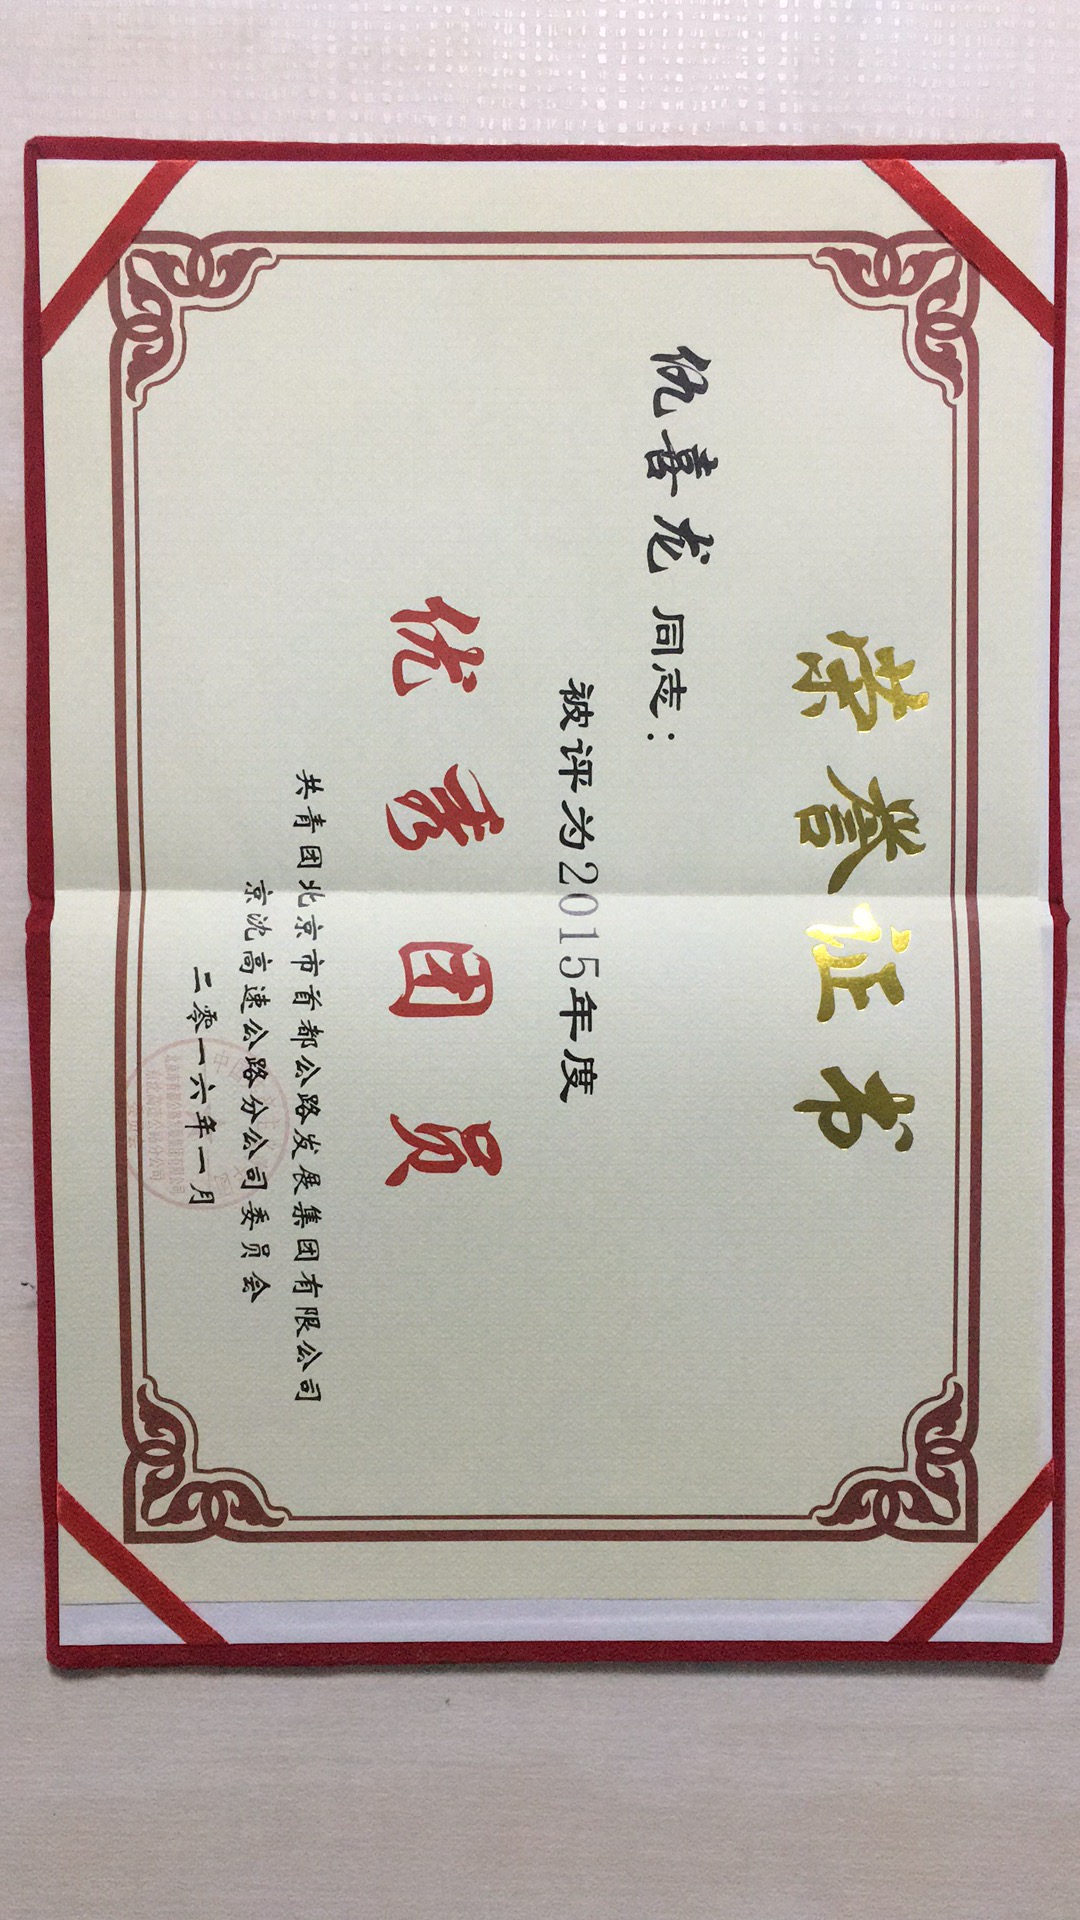 荣誉证书
仇喜龙 同志：
被评为2015年度
优秀团员
共青团北京市首都公路发展集团有限公司
京沈高速公路分公司委员会
二零一六年一月
北京市首都公路发展集团有限公司
京沈高速公路分公司
委员会